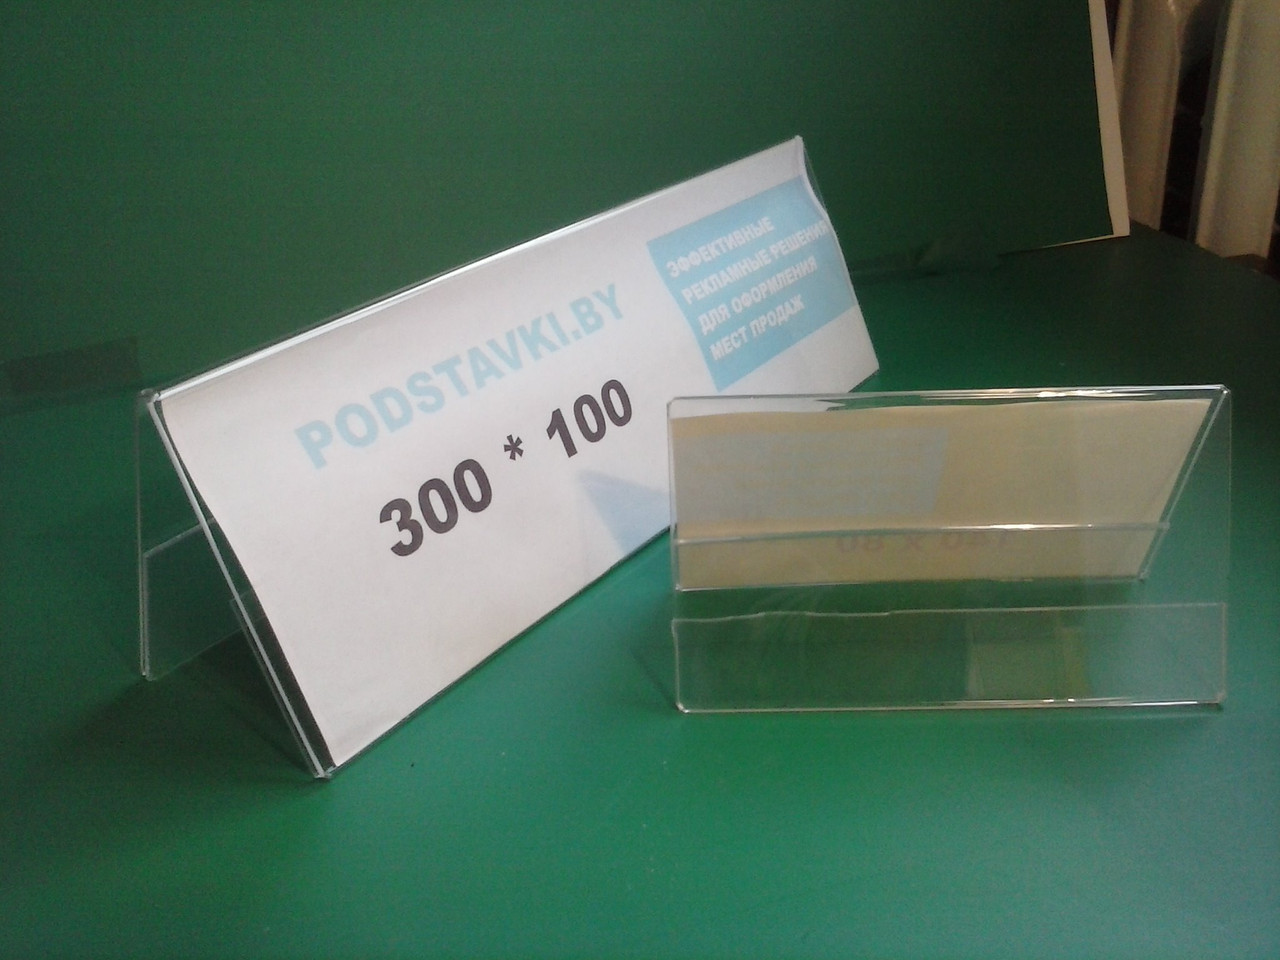 PODSTAVKI.BY
300 * 100
ЭФФЕКТИВНЫЕ
РЕКЛАМНЫЕ РЕШЕНИЯ
ДЛЯ ОФОРМЛЕНИЯ
МЕСТ ПРОДАЖ